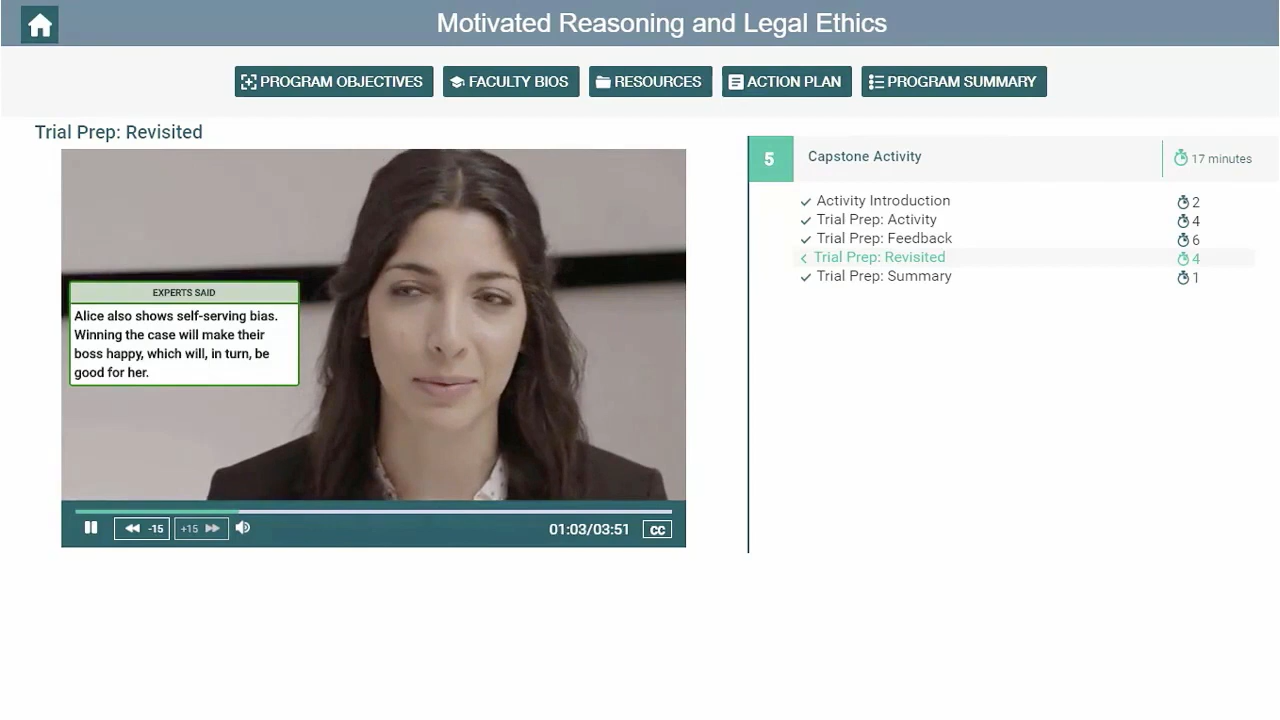 Motivated Reasoning and Legal Ethics
PROGRAM OBJECTIVES
FACULTY BIOS
RESOURCES
ACTION PLAN
PROGRAM SUMMARY
Trial Prep: Revisited
EXPERTS SAID
Alice also shows self-serving bias.
Winning the case will make their
boss happy, which will, in turn, be
good for her.
-15
+15
01:03/03:51
CC
5 Capstone Activity 17 minutes
Activity Introduction 2
Trial Prep: Activity 4
Trial Prep: Feedback 6
Trial Prep: Revisited 4
Trial Prep: Summary 1